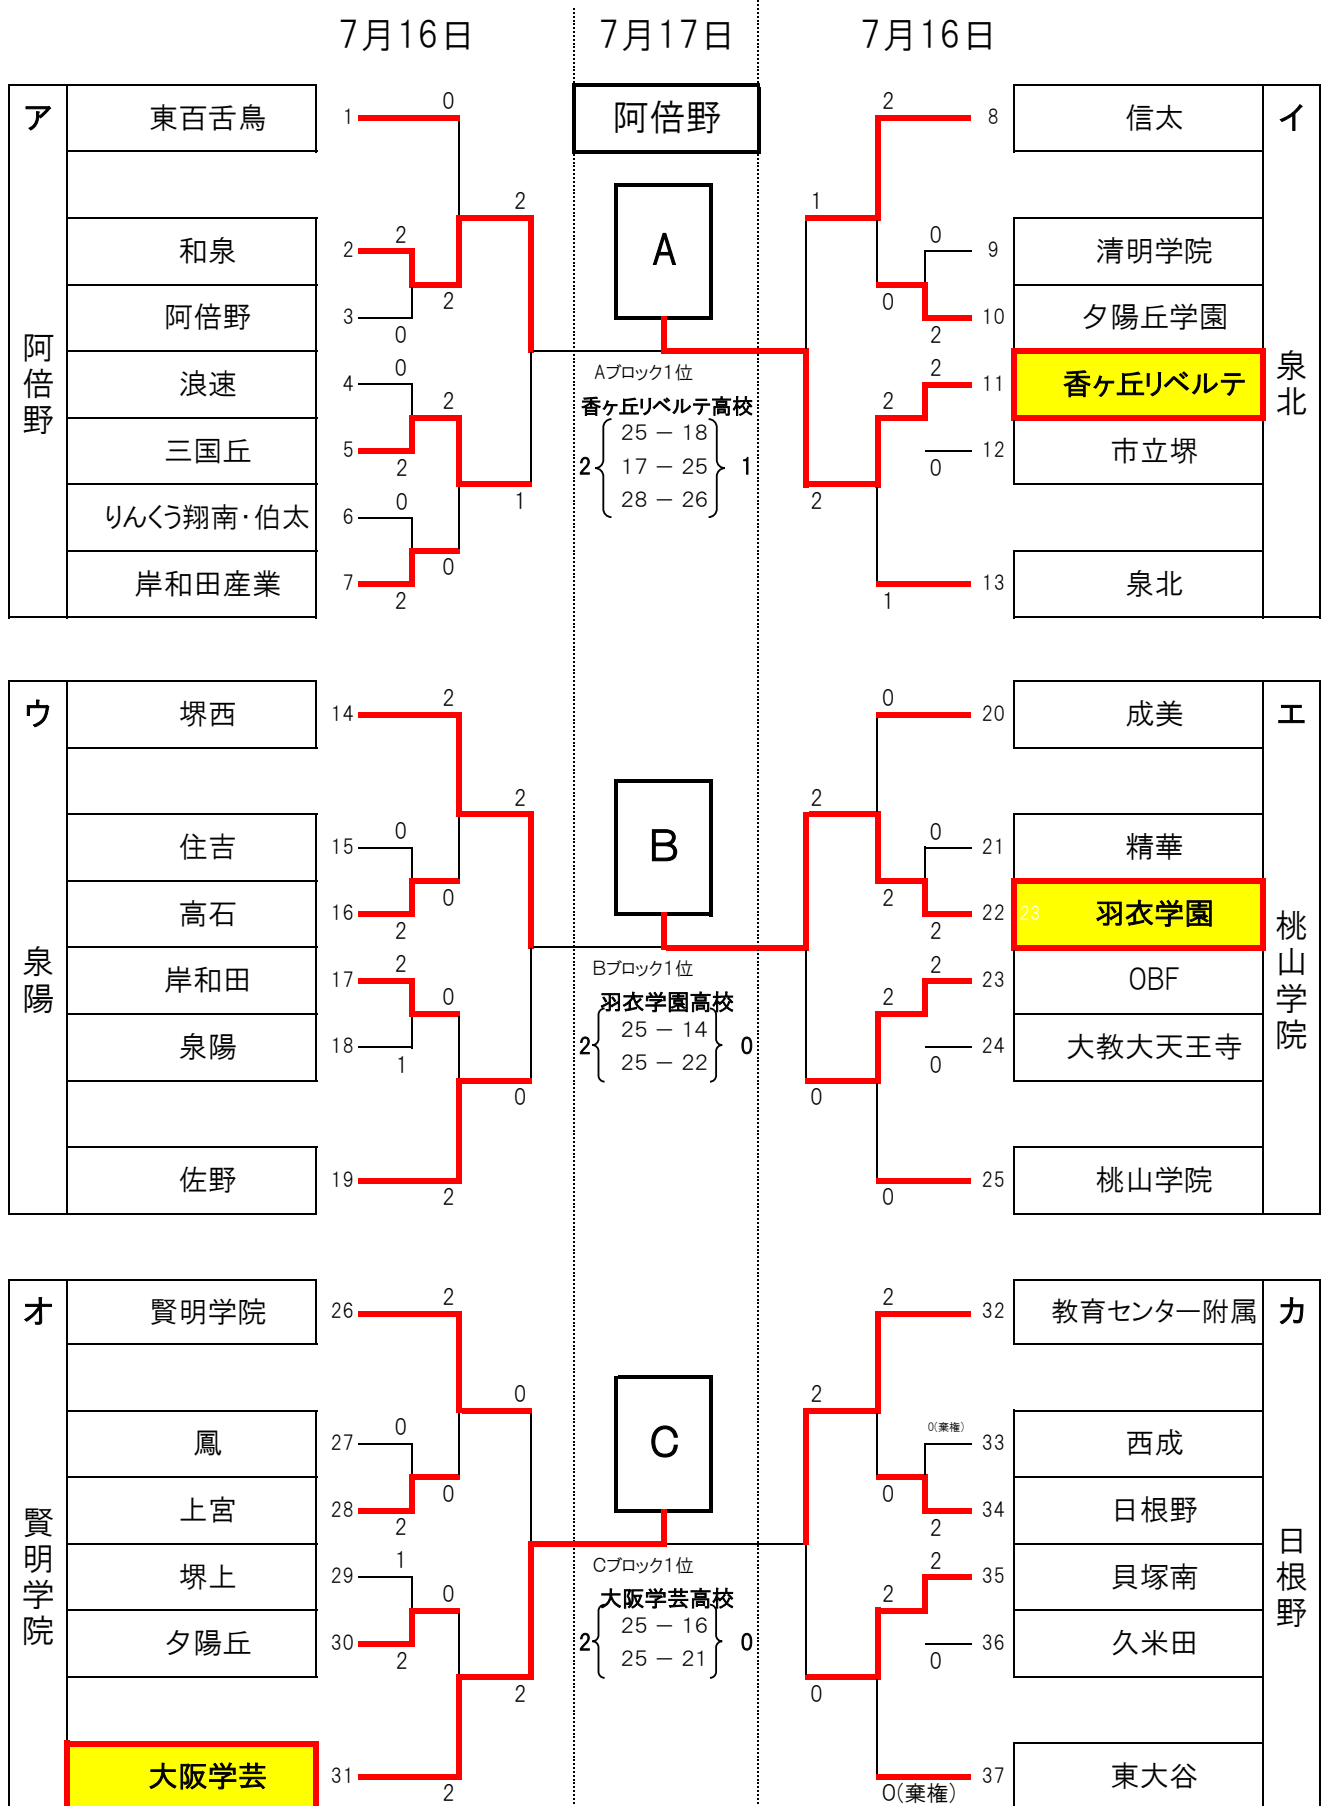 7月16日 7月17日 7月16日
阿倍野
ア
阿倍野
東百舌鳥 1 0
和泉 2 2
2
阿倍野 3 0
2
浪速 4 0
2
三国丘 5 2
1
りんくう翔南・伯太 6 0
0
岸和田産業 7 2
A
Aブロック1位
香ヶ丘リベルテ高校
2 25 － 18 1
17 － 25
28 － 26
2 8 信太
1
0 9 清明学院
0
2 10 夕陽丘学園
2 11 香ヶ丘リベルテ
2
0 12 市立堺
2
1 13 泉北
イ
泉北
ウ
泉陽
堺西 14 2
2
住吉 15 0
0
高石 16 2
岸和田 17 2
0
泉陽 18 1
0
佐野 19 2
B
Bブロック1位
羽衣学園高校
2 25 － 14 0
25 － 22
0 20 成美
2
0 21 精華
2
2 22 23 羽衣学園
2 23 OBF
2
0 24 大教大天王寺
0
0 25 桃山学院
エ
桃山学院
オ
賢明学院
賢明学院 26 2
0
鳳 27 0
0
上宮 28 2
堺上 29 1
0
夕陽丘 30 2
2
大阪学芸 31 2
C
Cブロック1位
大阪学芸高校
2 25 － 16 0
25 － 21
2 32 教育センター附属
2
0(棄権) 33 西成
0
2 34 日根野
2 35 貝塚南
2
0 36 久米田
0
0(棄権) 37 東大谷
カ
日根野